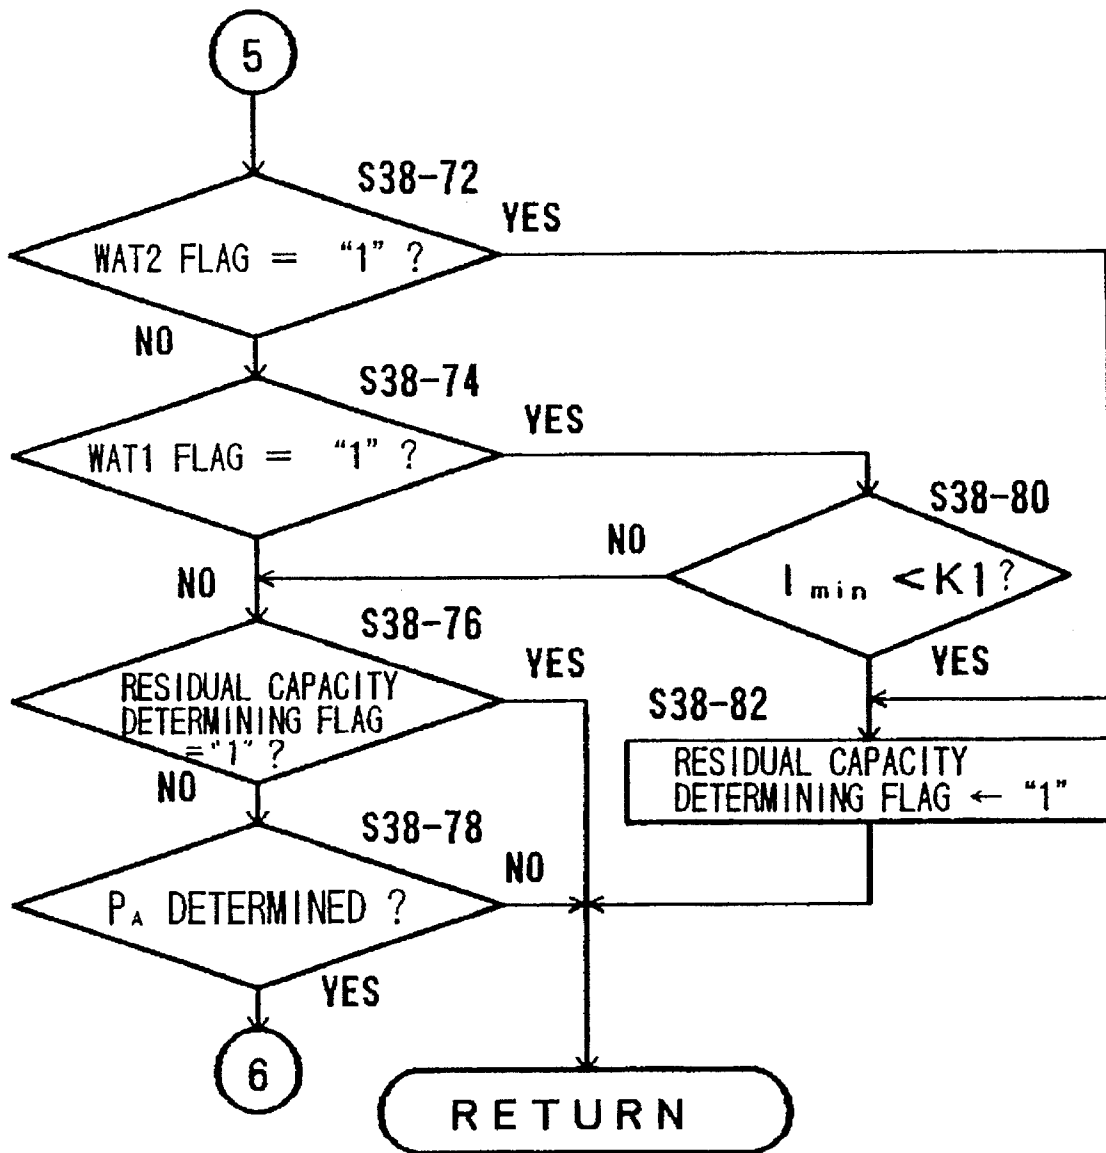 5
S38-72
YES
WAT2 FLAG = “1” ?
NO
S38-74
YES
WAT1 FLAG = “1” ?
S38-80
NO
NO
I min < K1 ?
S38-76
YES
YES
RESIDUAL CAPACITY
DETERMINING FLAG
=“1” ?
S38-82
RESIDUAL CAPACITY
DETERMINING FLAG ← “1”
NO
S38-78
NO
PA DETERMINED ?
YES
6
RETURN